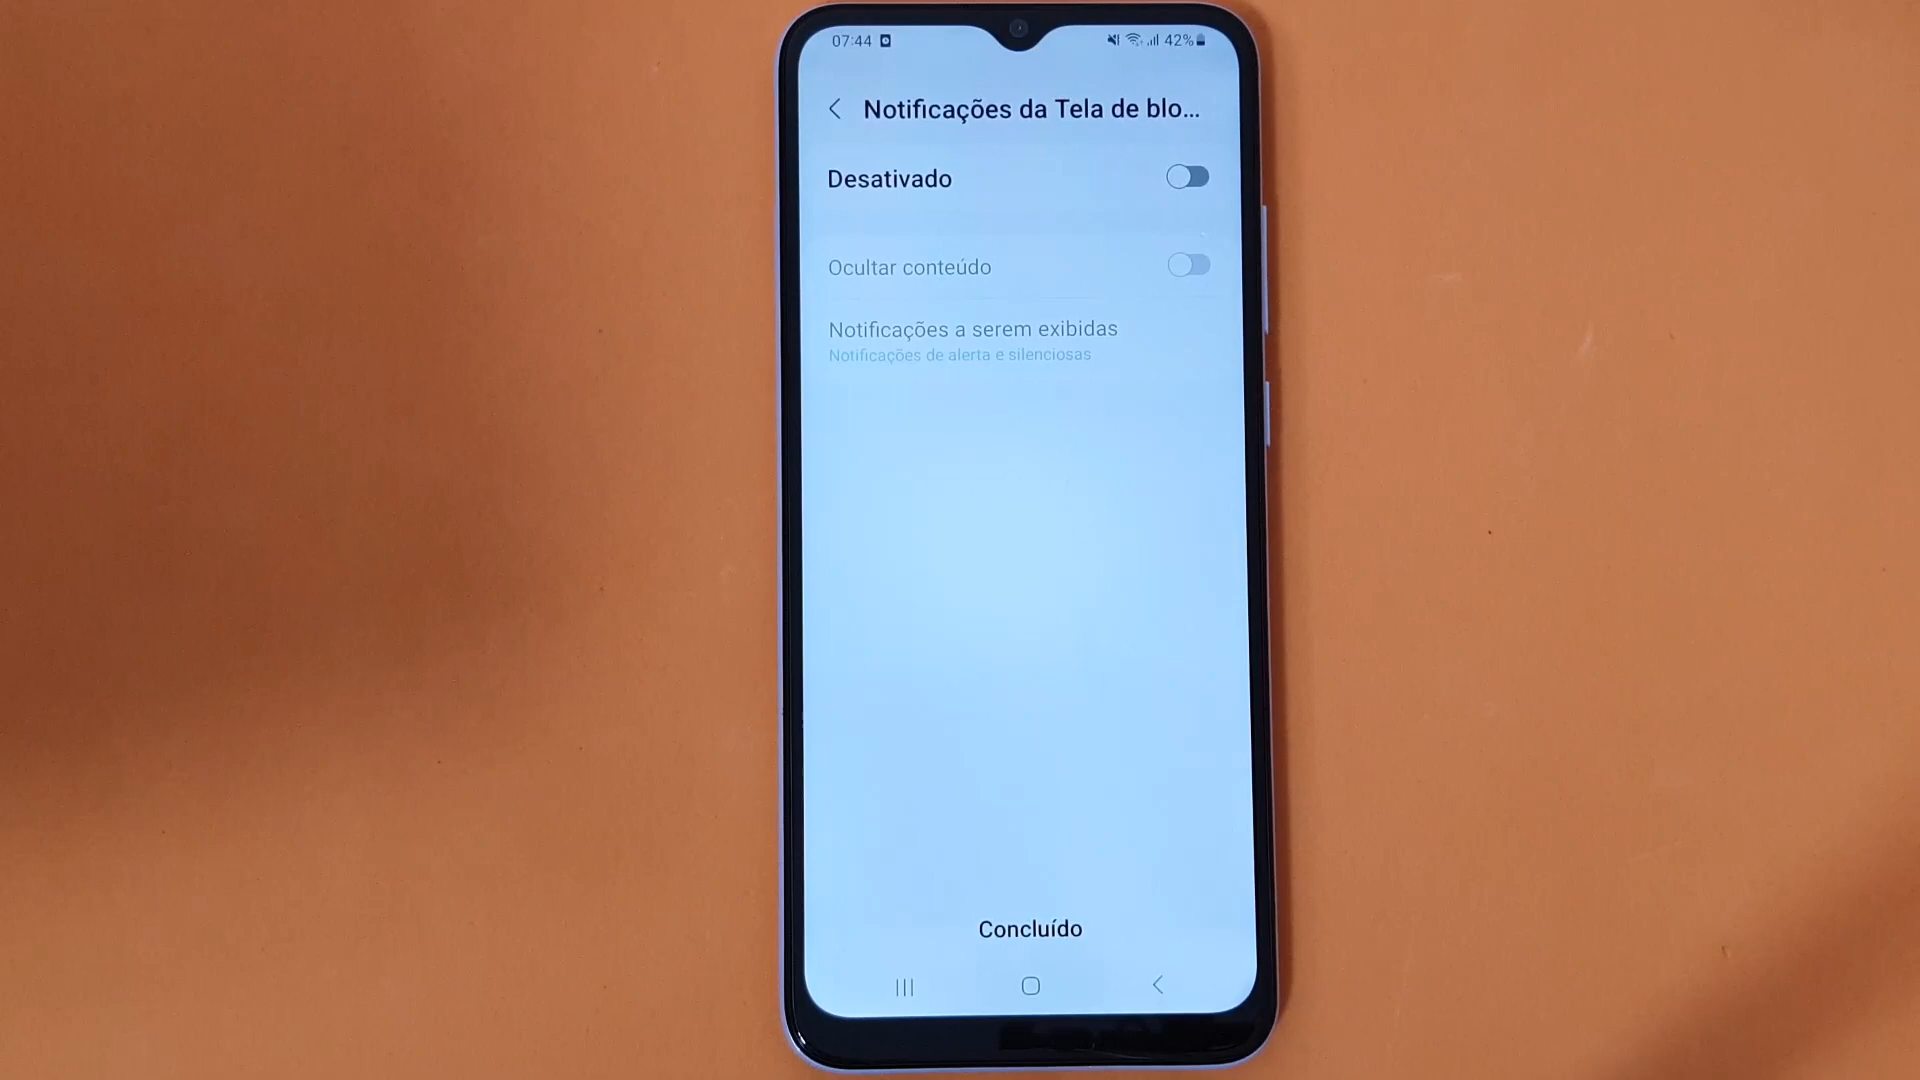 07:44
42%
Notificações da Tela de blo...
Desativado
Ocultar conteúdo
Notificações a serem exibidas
Notificações de alerta e silenciosas
Concluído